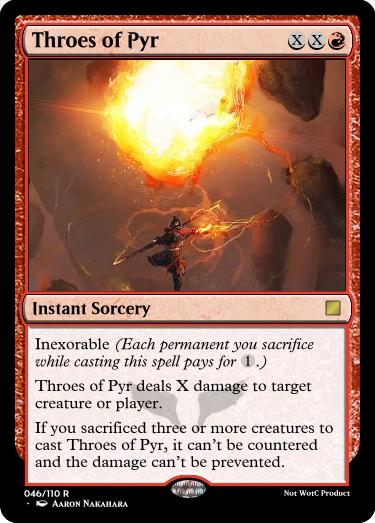 Throes of Pyr XX
Instant Sorcery
Inexorable (Each permanent you sacrifice
while casting this spell pays for 1.)
Throes of Pyr deals X damage to target
creature or player.
If you sacrificed three or more creatures to
cast Throes of Pyr, it can't be countered
and the damage can't be prevented.
046/110 R
Not WotC Product
· Aaron Nakahara